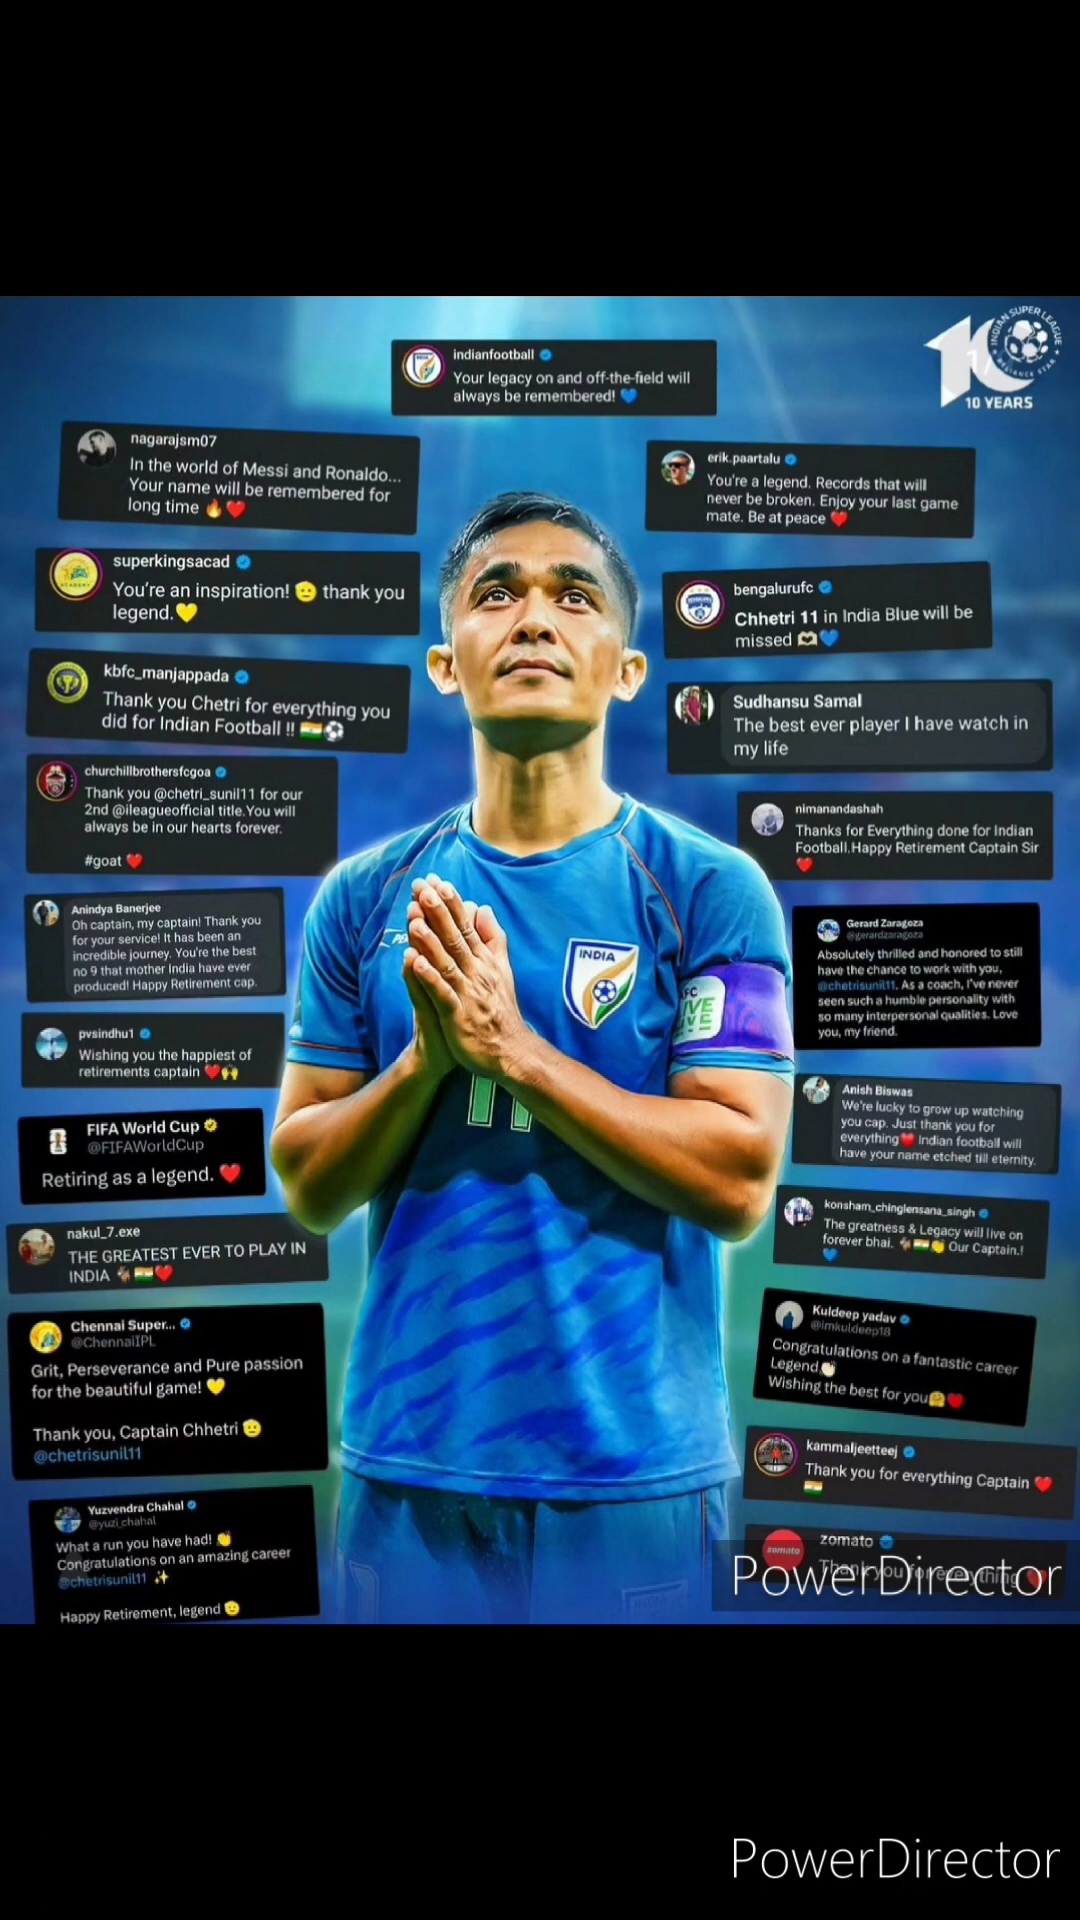 indianfootball
Your legacy on and off-the-field will
always be remembered! 💙
INDIAN SUPER LEAGUE
RELIANCE STAR
10
10 YEARS
nagarajsm07
In the world of Messi and Ronaldo...
Your name will be remembered for
long time 🔥❤️
erik.paartalu
You're a legend. Records that will
never be broken. Enjoy your last game
mate. Be at peace ❤️
superkingsacad
You're an inspiration! 🫡 thank you
legend.💛
ACADEMY
bengalurufc
Chhetri 11 in India Blue will be
missed 🫶💙
kbfc_manjappada
Thank you Chetri for everything you
did for Indian Football !! 🇮🇳⚽
Sudhansu Samal
The best ever player I have watch in
my life
churchillbrothersfcgoa
Thank you @chetri_sunil11 for our
2nd @ileagueofficial title.You will
always be in our hearts forever.
#goat ❤️
nimanandashah
Thanks for Everything done for Indian
Football.Happy Retirement Captain Sir
❤️
Anindya Banerjee
Oh captain, my captain! Thank you
for your service! It has been an
incredible journey. You're the best
no 9 that mother India have ever
produced! Happy Retirement cap.
Gerard Zaragoza
@gerardzaragoza
Absolutely thrilled and honored to still
have the chance to work with you,
@chetrisunil11. As a coach, I've never
seen such a humble personality with
so many interpersonal qualities. Love
you, my friend.
INDIA
11
pvsindhu1
Wishing you the happiest of
retirements captain ❤️🙌
Anish Biswas
We're lucky to grow up watching
you cap. Just thank you for
everything❤️ Indian football will
have your name etched till eternity.
FIFA World Cup
@FIFAWorldCup
Retiring as a legend. ❤️
konsham_chinglensana_singh
The greatness & Legacy will live on
forever bhai. 🐐🇮🇳👏 Our Captain.!
💙
nakul_7.exe
THE GREATEST EVER TO PLAY IN
INDIA 🐐🇮🇳❤️
Kuldeep yadav
@imkuldeep18
Congratulations on a fantastic career
Legend.👏
Wishing the best for you🤗❤️
Chennai Super...
@ChennaiIPL
Grit, Perseverance and Pure passion
for the beautiful game! 💛
Thank you, Captain Chhetri 🫡
@chetrisunil11
kammaljeetteej
Thank you for everything Captain ❤️
🇮🇳
Yuzvendra Chahal
@yuzi_chahal
What a run you have had! 👏
Congratulations on an amazing career
@chetrisunil11 ✨
Happy Retirement, legend 🫡
zomato
zomato
Thank you for everything ❤️
PowerDirector
PowerDirector